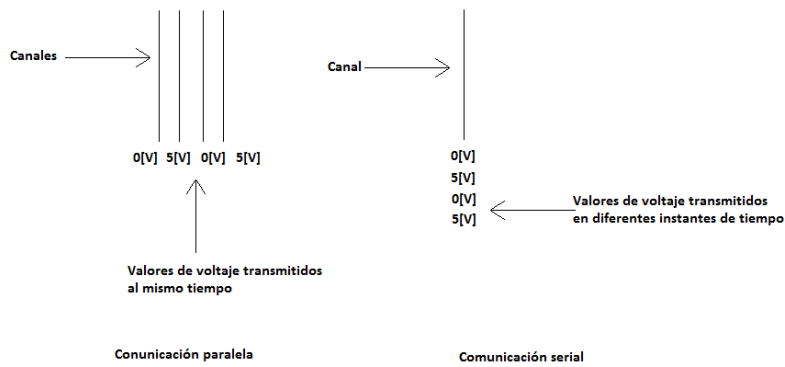 Canales
0[V] 5[V] 0[V] 5[V]
Valores de voltaje transmitidos
al mismo tiempo
Conunicación paralela
Canal
0[V]
5[V]
0[V]
5[V]
Valores de voltaje transmitidos
en diferentes instantes de tiempo
Comunicación serial